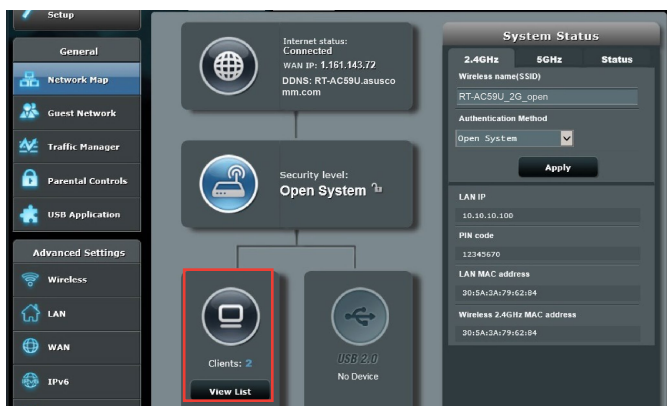 Setup
General
Network Map
Guest Network
Traffic Manager
Parental Controls
USB Application
Advanced Settings
Wireless
LAN
WAN
IPv6
Internet status:
Connected
WAN IP: 1.161.143.72
DDNS: RT-AC59U.asusco
mm.com
Security level:
Open System
Clients: 2
View List
USB 2.0
No Device
System Status
2.4GHz 5GHz Status
Wireless name(SSID)
RT-AC59U_2G_open
Authentication
Method
Open System
Apply
LAN IP
10.10.10.100
PIN code
12345670
LAN MAC address
30:5A:3A:79:62:84
Wireless 2.4GHz MAC address
30:5A:3A:79:62:84